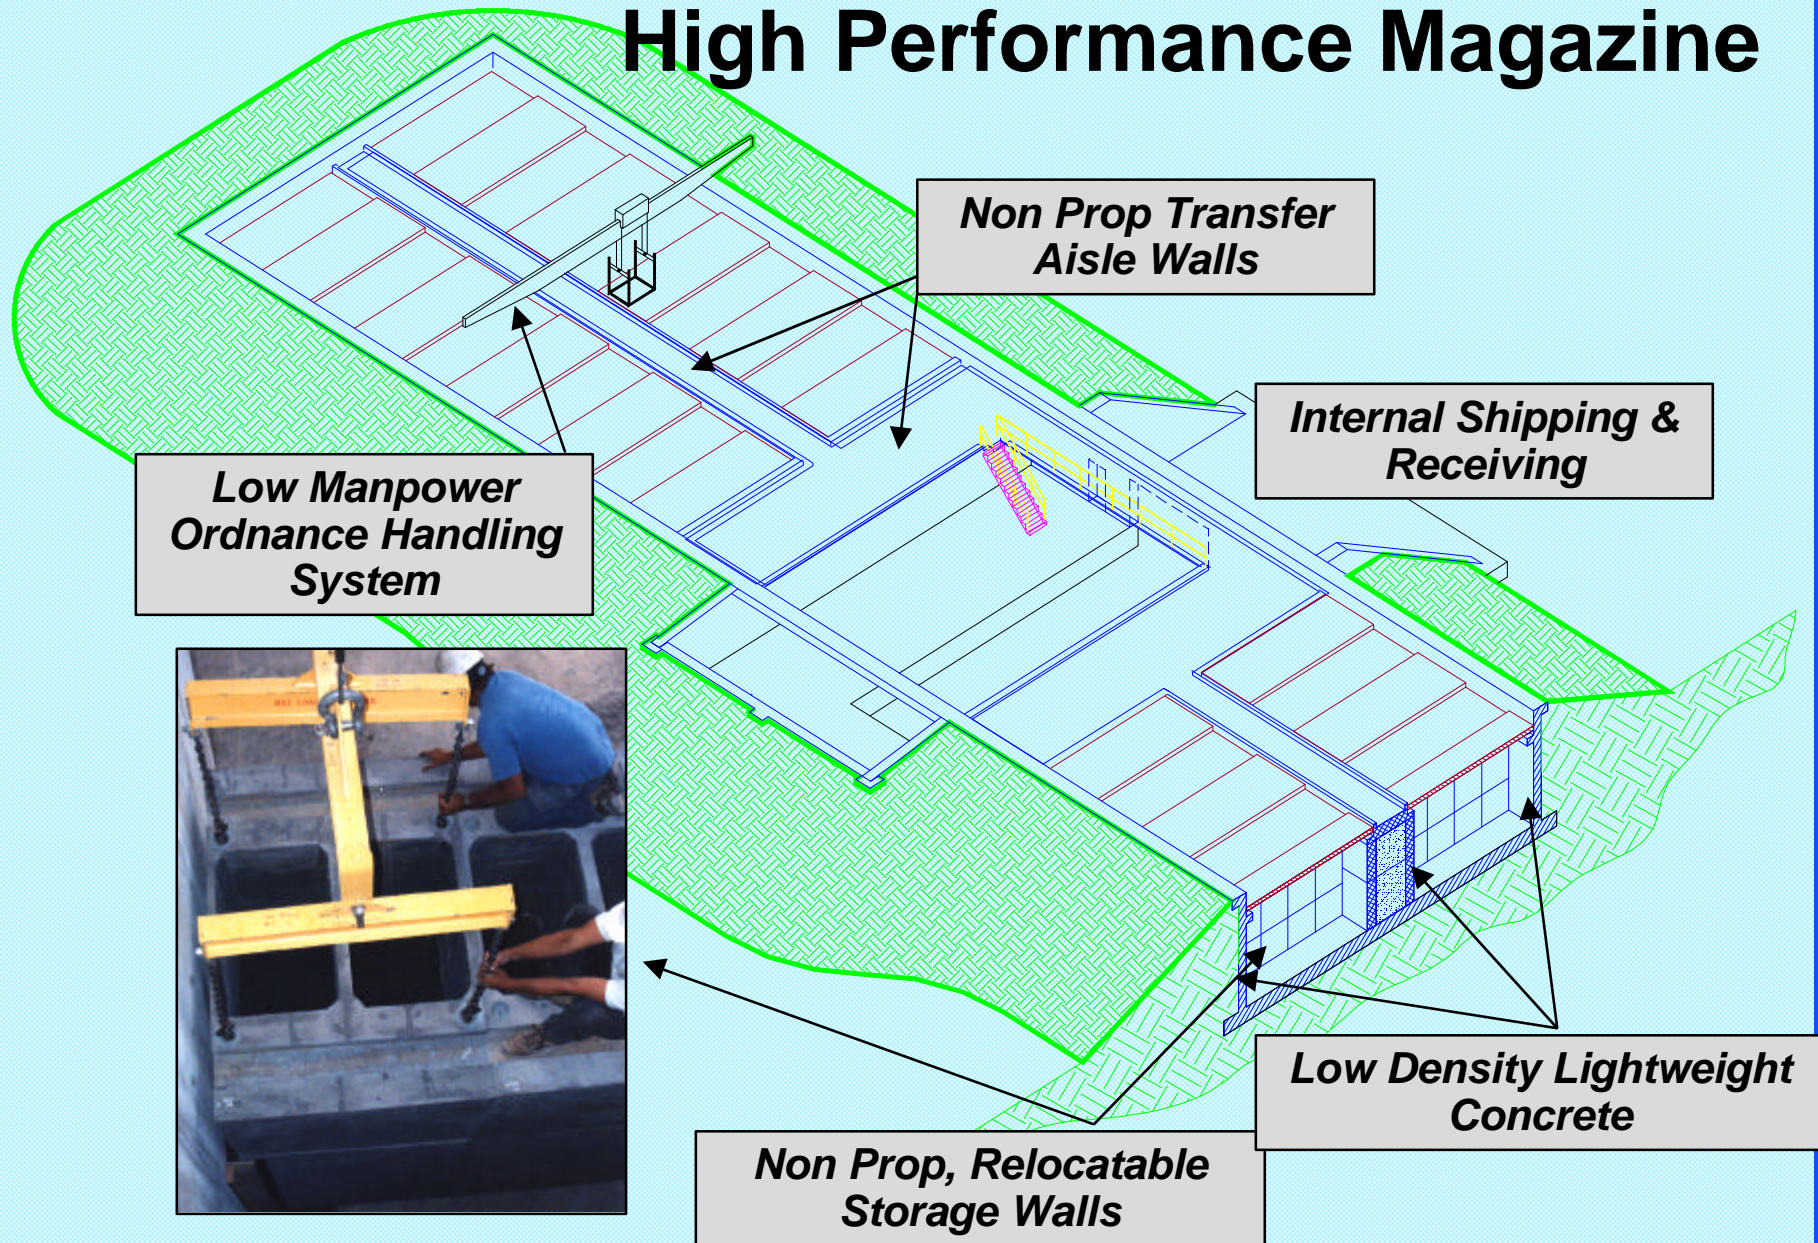 High Performance Magazine
Non Prop Transfer
Aisle Walls
Internal Shipping &
Receiving
Low Manpower
Ordnance Handling
System
Low Density Lightweight
Concrete
Non Prop, Relocatable
Storage Walls